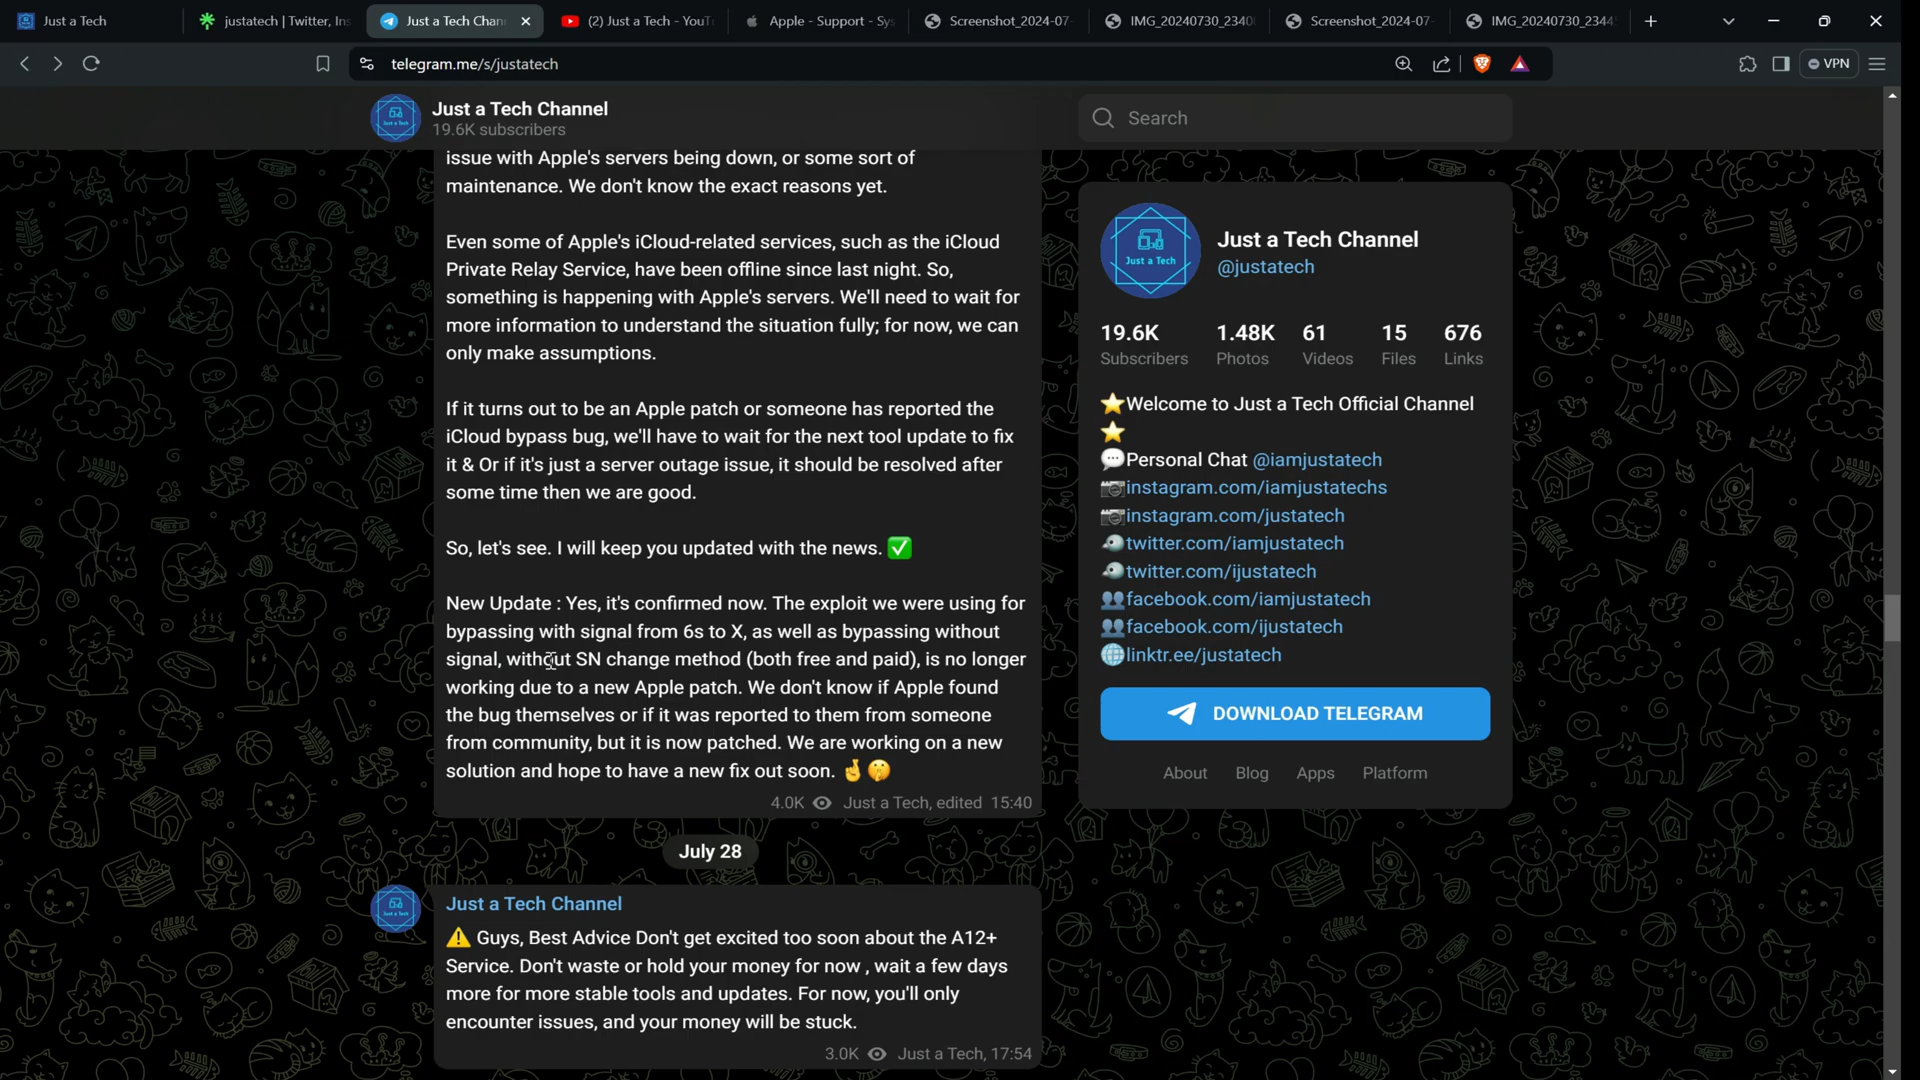 Just a Tech
justatech | Twitter, Ins
Just a Tech Chan
(2) Just a Tech - YouTu
Apple - Support - Sys
Screenshot_2024-07-
IMG_20240730_2340
Screenshot_2024-07-
IMG_20240730_2344
telegram.me/s/justatech
VPN
Just a Tech Channel
19.6K subscribers
Search
issue with Apple's servers being down, or some sort of
maintenance. We don't know the exact reasons yet.
Even some of Apple's iCloud-related services, such as the iCloud
Private Relay Service, have been offline since last night. So,
something is happening with Apple's servers. We'll need to wait for
more information to understand the situation fully; for now, we can
only make assumptions.
If it turns out to be an Apple patch or someone has reported the
iCloud bypass bug, we'll have to wait for the next tool update to fix
it & Or if it's just a server outage issue, it should be resolved after
some time then we are good.
So, let's see. I will keep you updated with the news. ✅
New Update : Yes, it's confirmed now. The exploit we were using for
bypassing with signal from 6s to X, as well as bypassing without
signal, without SN change method (both free and paid), is no longer
working due to a new Apple patch. We don't know if Apple found
the bug themselves or if it was reported to them from someone
from community, but it is now patched. We are working on a new
solution and hope to have a new fix out soon. 🤞🤫
4.0K Just a Tech, edited 15:40
July 28
Just a Tech Channel
⚠️ Guys, Best Advice Don't get excited too soon about the A12+
Service. Don't waste or hold your money for now , wait a few days
more for more stable tools and updates. For now, you'll only
encounter issues, and your money will be stuck.
3.0K Just a Tech, 17:54
Just a Tech
Just a Tech Channel
@justatech
19.6K 1.48K 61 15 676
Subscribers Photos Videos Files Links
⭐Welcome to Just a Tech Official Channel
⭐
💬Personal Chat @iamjustatech
📷instagram.com/iamjustatechs
📷instagram.com/justatech
twitter.com/iamjustatech
twitter.com/ijustatech
👥facebook.com/iamjustatech
👥facebook.com/ijustatech
🌐linktr.ee/justatech
DOWNLOAD TELEGRAM
About Blog Apps Platform